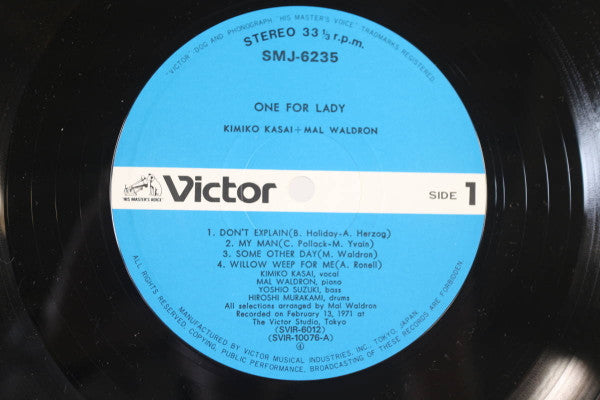 "VICTOR" DOG AND PHONOGRAPH "HIS MASTER'S VOICE" TRADMARKS REGISTERED.
STEREO 33 1/3 r.p.m.
SMJ-6235
ONE FOR LADY
KIMIKO KASAI+MAL WALDRON
"HIS MASTER'S VOICE"
Victor
SIDE 1
1. DON'T EXPLAIN(B. Holiday-A. Herzog)
2. MY MAN(C. Pollock-M. Yvain)
3. SOME OTHER DAY(M. Waldron)
4. WILLOW WEEP FOR ME(A. Ronell)
KIMIKO KASAI, vocal
MAL WALDRON, piano
YOSHIO SUZUKI, bass
HIROSHI MURAKAMI, drums
All selections arranged by Mal Waldron
Recorded on February 13, 1971 at
The Victor Studio, Tokyo
(SVIR-6012)
(SVIR-10076-A)
④
MANUFACTURED BY VICTOR MUSICAL INDUSTRIES, INC. TOKYO, JAPAN.
ALL RIGHTS RESERVED. COPYING, PUBLIC PERFORMANCE, BROADCASTING OF THESE RECORDS ARE FORBIDDEN.